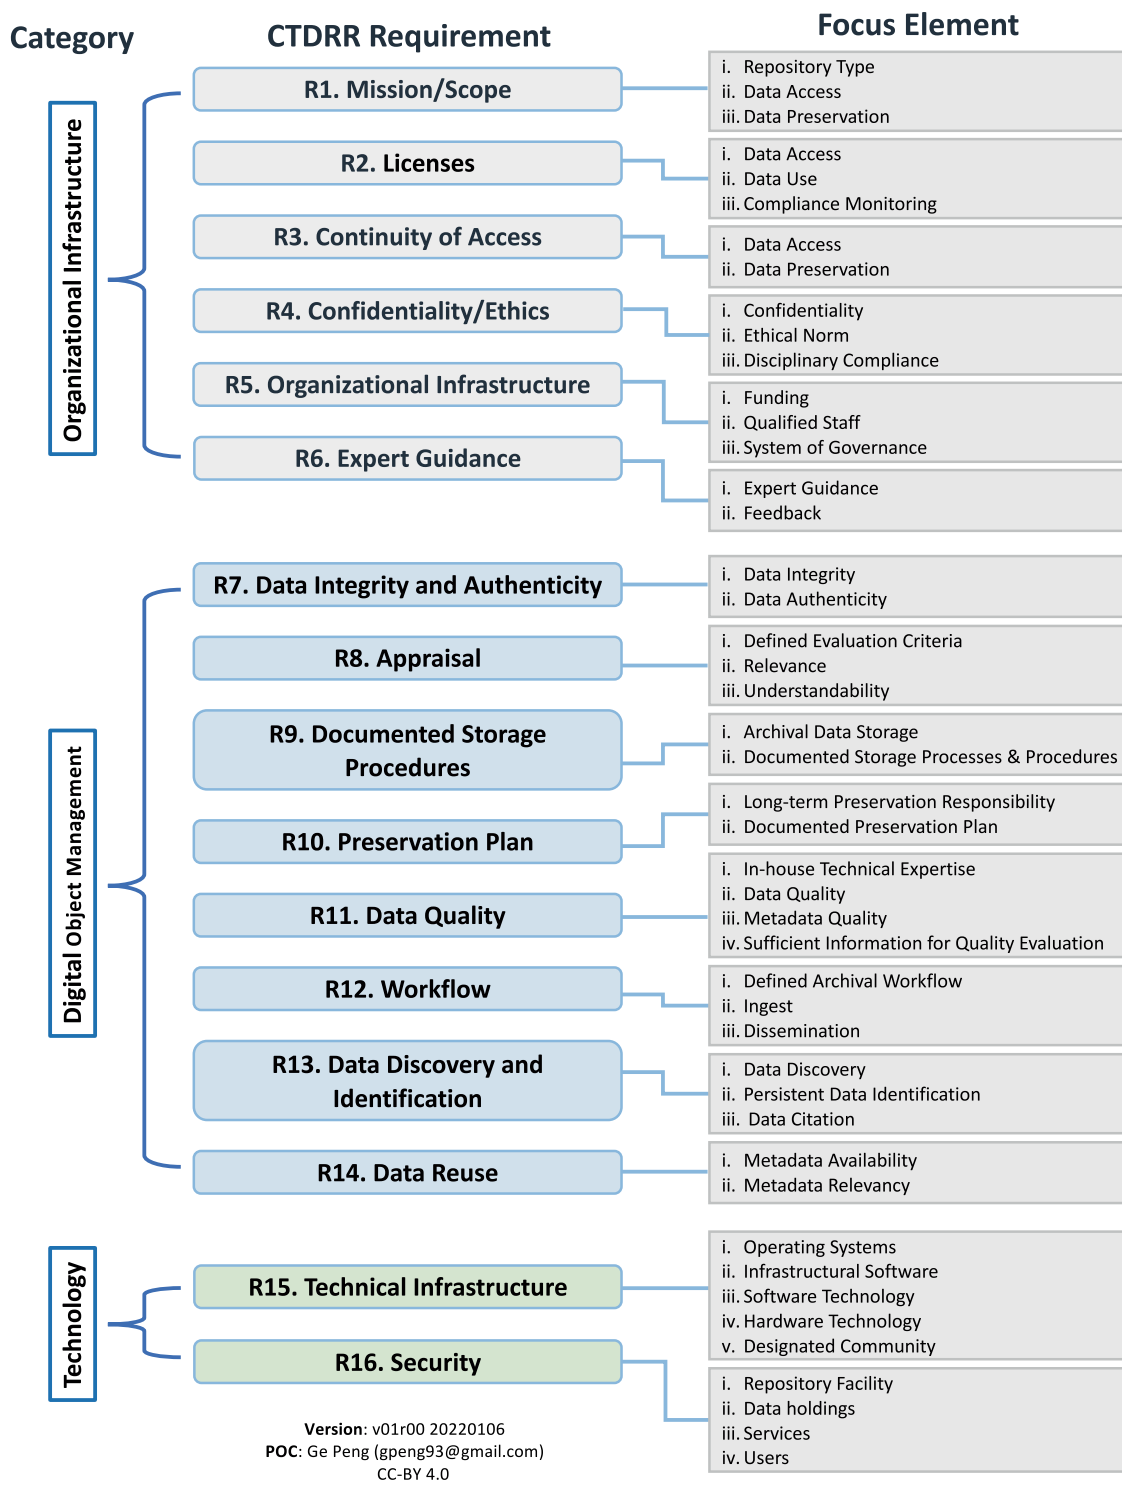 Category
CTDRR Requirement
Focus Element
Organizational Infrastructure
R1. Mission/Scope
i. Repository Type
ii. Data Access
iii. Data Preservation
R2. Licenses
i. Data Access
ii. Data Use
iii. Compliance Monitoring
R3. Continuity of Access
i. Data Access
ii. Data Preservation
R4. Confidentiality/Ethics
i. Confidentiality
ii. Ethical Norm
iii. Disciplinary Compliance
R5. Organizational Infrastructure
i. Funding
ii. Qualified Staff
iii. System of Governance
R6. Expert Guidance
i. Expert Guidance
ii. Feedback
Digital Object Management
R7. Data Integrity and Authenticity
i. Data Integrity
ii. Data Authenticity
R8. Appraisal
i. Defined Evaluation Criteria
ii. Relevance
iii. Understandability
R9. Documented Storage
Procedures
i. Archival Data Storage
ii. Documented Storage Processes & Procedures
R10. Preservation Plan
i. Long-term Preservation Responsibility
ii. Documented Preservation Plan
R11. Data Quality
i. In-house Technical Expertise
ii. Data Quality
iii. Metadata Quality
iv. Sufficient Information for Quality Evaluation
R12. Workflow
i. Defined Archival Workflow
ii. Ingest
iii. Dissemination
R13. Data Discovery and
Identification
i. Data Discovery
ii. Persistent Data Identification
iii. Data Citation
R14. Data Reuse
i. Metadata Availability
ii. Metadata Relevancy
Technology
R15. Technical Infrastructure
i. Operating Systems
ii. Infrastructural Software
iii. Software Technology
iv. Hardware Technology
v. Designated Community
R16. Security
i. Repository Facility
ii. Data holdings
iii. Services
iv. Users
Version: v01r00 20220106
POC: Ge Peng (gpeng93@gmail.com)
CC-BY 4.0